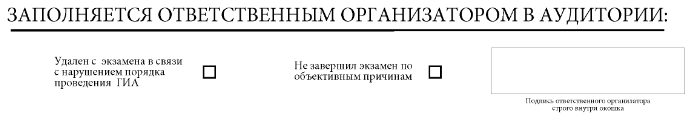 ЗАПОЛНЯЕТСЯ ОТВЕТСТВЕННЫМ ОРГАНИЗАТОРОМ В АУДИТОРИИ:
Удален с экзамена в связи
с нарушением порядка
проведения ГИА
Не завершил экзамен по
объективным причинам
Подпись ответственного организатора
строго внутри окошка